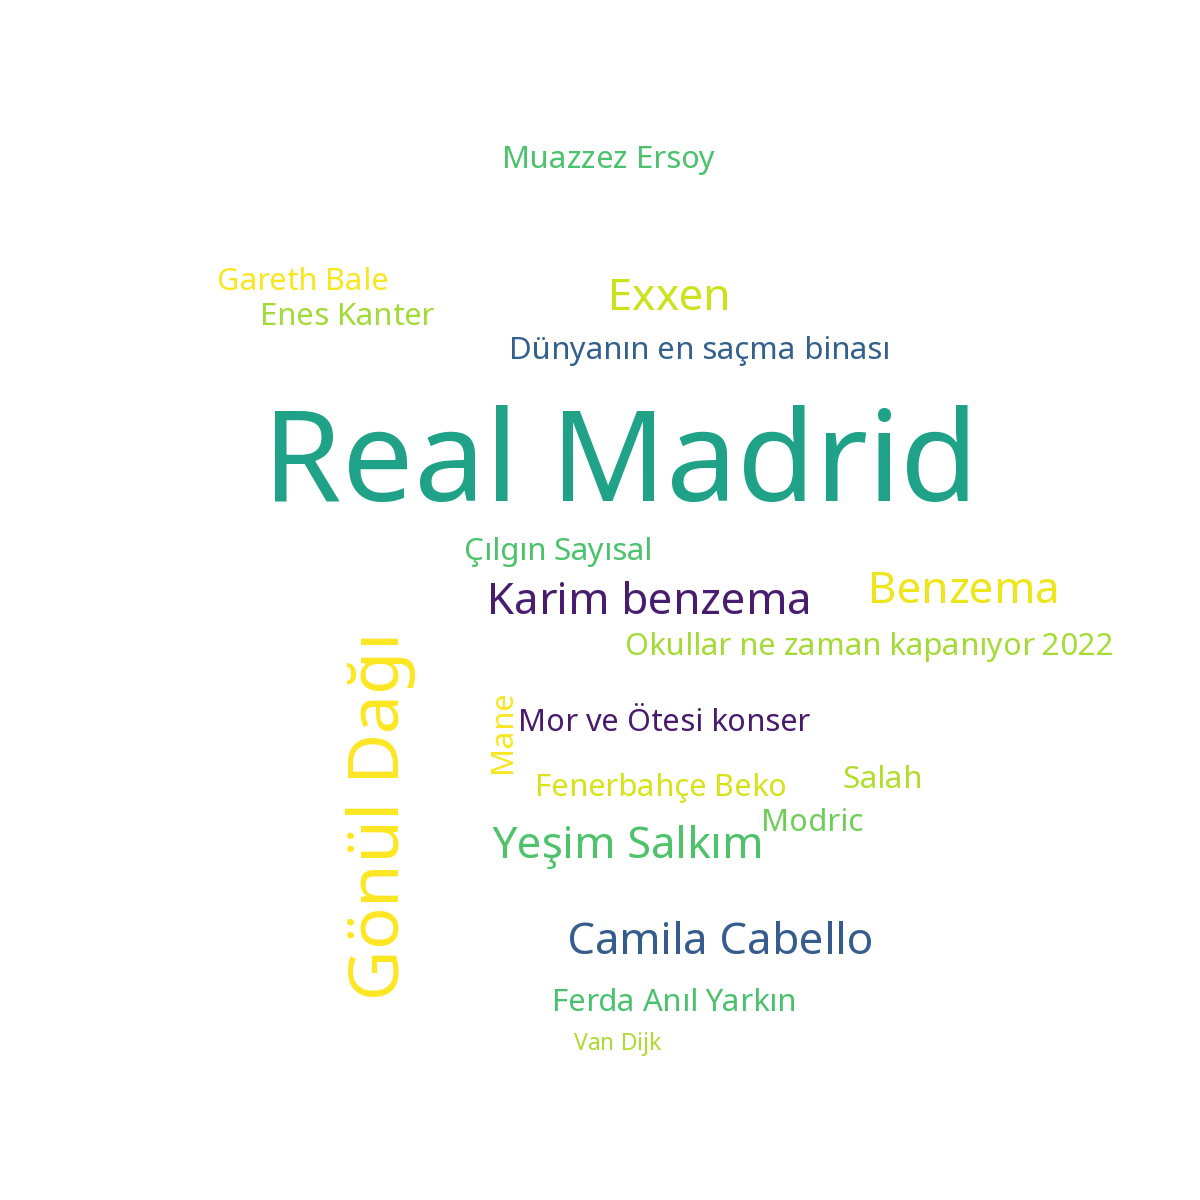 Muazzez Ersoy
Gareth Bale
Exxen
Enes Kanter
Dünyanın en saçma binası
Real Madrid
Çılgın Sayısal
Karim benzema
Benzema
Okullar ne zaman kapanıyor 2022
Gönül Dağı
Mane
Mor ve Ötesi konser
Fenerbahçe Beko
Salah
Modric
Yeşim Salkım
Camila Cabello
Ferda Anıl Yarkın
Van Dijk